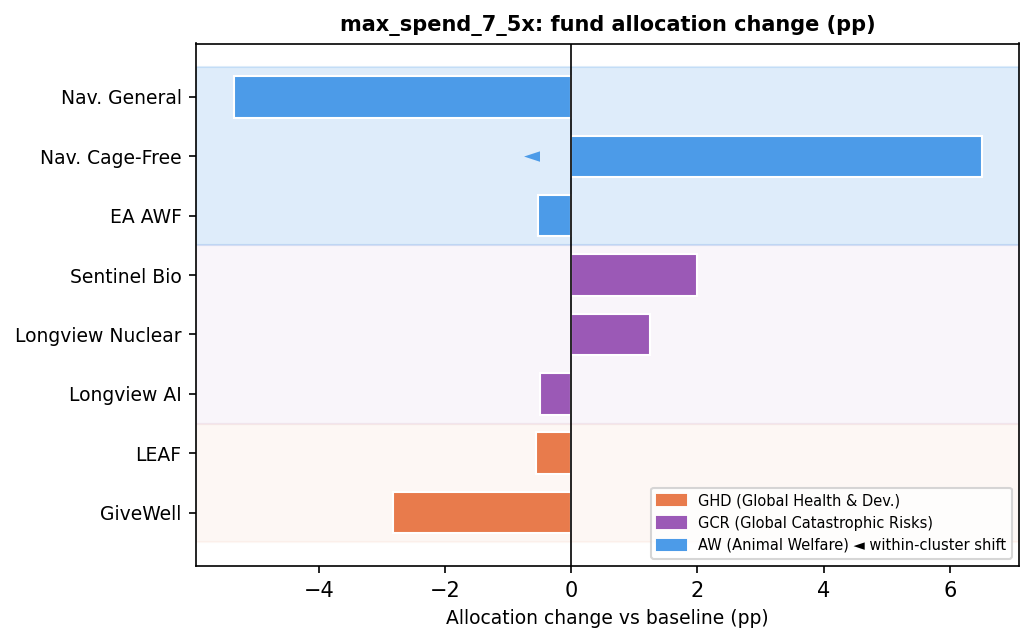 max_spend_7_5x: fund allocation change (pp)
Nav. General
Nav. Cage-Free
◄
EA AWF
Sentinel Bio
Longview Nuclear
Longview AI
LEAF
GiveWell
GHD (Global Health & Dev.)
GCR (Global Catastrophic Risks)
AW (Animal Welfare) ◄ within-cluster shift
−4 −2 0 2 4 6
Allocation change vs baseline (pp)